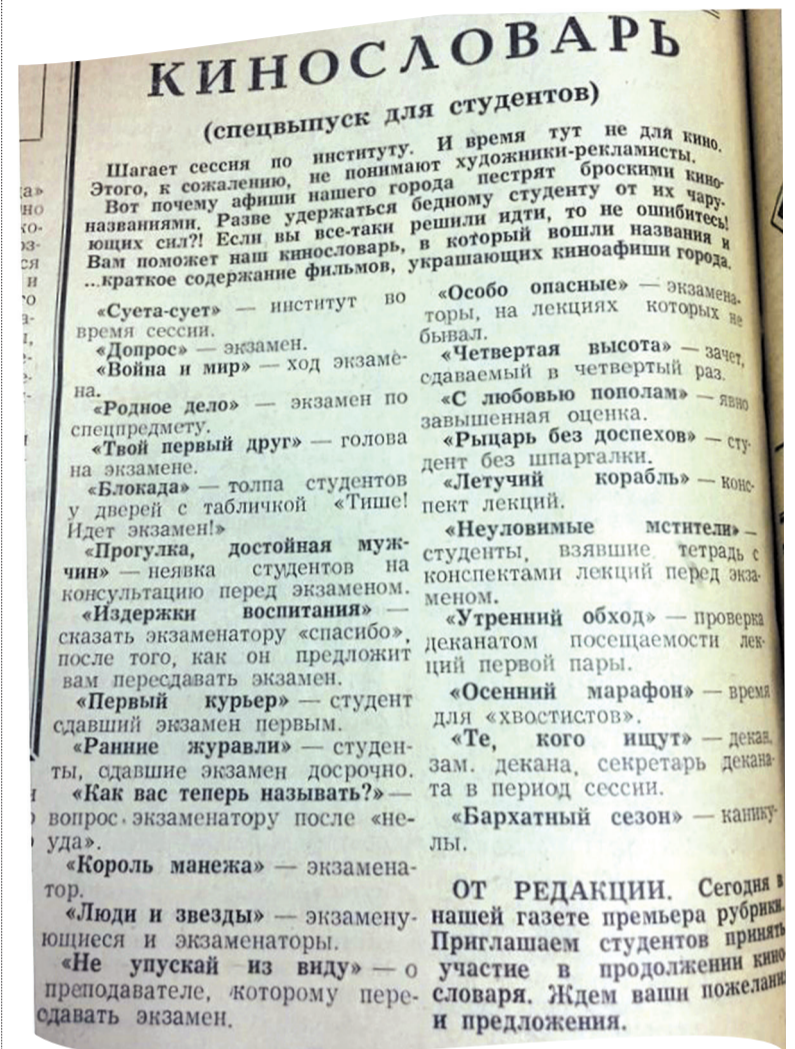 КИНОСЛОВАРЬ
(спецвыпуск для студентов)
Шагает сессия по институту. И время тут не для кино.
Этого, к сожалению, не понимают художники-рекламисты.
Вот почему афиши нашего города пестрят броскими кино-
названиями. Разве удержаться бедному студенту от их чару-
ющих сил?! Если вы все-таки решили идти, то не ошибитесь!
Вам поможет наш кинословарь, в который вошли названия и
...краткое содержание фильмов, украшающих киноафиши города.
«Суета-сует» — институт во
время сессии.
«Допрос» — экзамен.
«Война и мир» — ход экзаме-
на.
«Родное дело» — экзамен по
спецпредмету.
«Твой первый друг» — голова
на экзамене.
«Блокада» — толпа студентов
у дверей с табличкой «Тише!
Идет экзамен!»
«Прогулка, достойная муж-
чин» — неявка студентов на
консультацию перед экзаменом.
«Издержки воспитания» —
сказать экзаменатору «спасибо»,
после того, как он предложит
вам пересдавать экзамен.
«Первый курьер» — студент
сдавший экзамен первым.
«Ранние журавли» — студен-
ты, сдавшие экзамен досрочно.
«Как вас теперь называть?» —
вопрос экзаменатору после «не-
уда».
«Король манежа» — экзамена-
тор.
«Люди и звезды» — экзамену-
ющиеся и экзаменаторы.
«Не упускай из виду» — о
преподавателе, которому пере-
сдавать экзамен.
«Особо опасные» — экзамена-
торы, на лекциях которых не
бывал.
«Четвертая высота» — зачет,
сдаваемый в четвертый раз.
«С любовью пополам» — явно
завышенная оценка.
«Рыцарь без доспехов» — сту-
дент без шпаргалки.
«Летучий корабль» — конс-
пект лекций.
«Неуловимые мстители» —
студенты, взявшие тетрадь с
конспектами лекций перед экза-
меном.
«Утренний обход» — проверка
деканатом посещаемости лек-
ций первой пары.
«Осенний марафон» — время
для «хвостистов».
«Те, кого ищут» — декан,
зам. декана, секретарь декана-
та в период сессии.
«Бархатный сезон» — канику-
лы.
ОТ РЕДАКЦИИ. Сегодня в
нашей газете премьера рубрики.
Приглашаем студентов принять
участие в продолжении кино
словаря. Ждем ваши пожелани
и предложения.